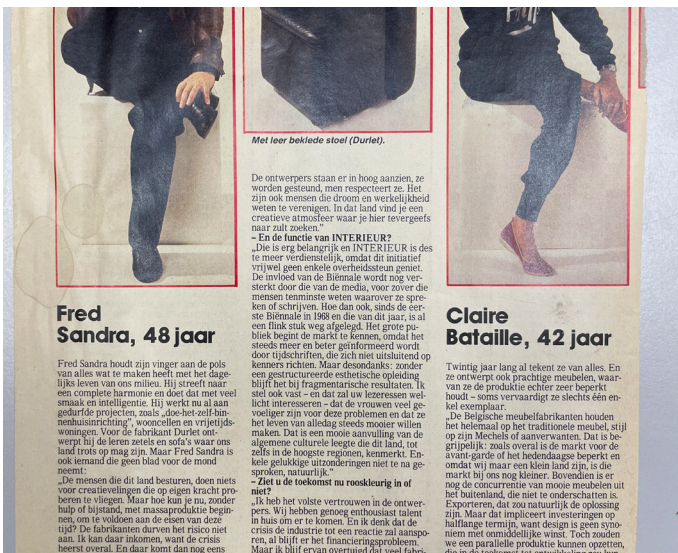 Fred
Sandra, 48 jaar
Fred Sandra houdt zijn vinger aan de pols
van alles wat te maken heeft met het dage-
lijks leven van ons milieu. Hij streeft naar
een complete harmonie en doet dat met veel
smaak en intelligentie. Hij werkt nu al aan
gedurfde projecten, zoals „doe-het-zelf-bin-
nenhuisinrichting”, wooncellen en vrijetijds-
woningen. Voor de fabrikant Durlet ont-
werpt hij de leren zetels en sofa's waar ons
land trots op mag zijn. Maar Fred Sandra is
ook iemand die geen blad voor de mond
neemt:
„De mensen die dit land besturen, doen niets
voor creatievelingen die op eigen kracht pro-
beren te vliegen. Maar hoe kun je nu, zonder
hulp of bijstand, met massaproduktie begin-
nen, om te voldoen aan de eisen van deze
tijd? De fabrikanten durven het risico niet
aan. Ik kan daar inkomen, want de crisis
heerst overal. En daar komt dan nog eens
Met leer beklede stoel (Durlet).
De ontwerpers staan er in hoog aanzien, ze
worden gesteund, men respecteert ze. Het
zijn ook mensen die droom en werkelijkheid
weten te verenigen. In dat land vind je een
creatieve atmosfeer waar je hier tevergeefs
naar zult zoeken.”
– En de functie van INTERIEUR?
„Die is erg belangrijk en INTERIEUR is des
te meer verdienstelijk, omdat dit initiatief
vrijwel geen enkele overheidssteun geniet.
De invloed van de Biënnale wordt nog ver-
sterkt door die van de media, voor zover die
mensen tenminste weten waarover ze spre-
ken of schrijven. Hoe dan ook, sinds de eer-
ste Biënnale in 1968 en die van dit jaar, is al
een flink stuk weg afgelegd. Het grote pu-
bliek begint de markt te kennen, omdat het
steeds meer en beter geïnformeerd wordt
door tijdschriften, die zich niet uitsluitend op
kenners richten. Maar desondanks: zonder
een gestructureerde esthetische opleiding
blijft het bij fragmentarische resultaten. Ik
stel ook vast – en dat zal uw lezeressen wel-
licht interesseren – dat de vrouwen veel ge-
voeliger zijn voor deze problemen en dat ze
het leven van alledag steeds mooier willen
maken. Dat is een mooie aanvulling van de
algemene culturele leegte die dit land, tot
zelfs in de hoogste regionen, kenmerkt. En-
kele gelukkige uitzonderingen niet te na ge-
sproken, natuurlijk.”
– Ziet u de toekomst nu rooskleurig in of
niet?
„Ik heb het volste vertrouwen in de ontwer-
pers. Wij hebben genoeg enthousiast talent
in huis om er te komen. En ik denk dat de
crisis de industrie tot een reactie zal aanspo-
ren, al blijft er het financieringsprobleem.
Maar ik blijf ervan overtuigd dat veel fabri-
Claire
Bataille, 42 jaar
Twintig jaar lang al tekent ze van alles. En
ze ontwerpt ook prachtige meubelen, waar-
van ze de produktie echter zeer beperkt
houdt – soms vervaardigt ze slechts één en-
kel exemplaar.
„De Belgische meubelfabrikanten houden
het helemaal op het traditionele meubel, stijl
op zijn Mechels of aanverwanten. Dat is be-
grijpelijk: zoals overal is de markt voor de
avant-garde of het hedendaagse beperkt en
omdat wij maar een klein land zijn, is die
markt bij ons nog kleiner. Bovendien is er
nog de concurrentie van mooie meubelen uit
het buitenland, die niet te onderschatten is.
Exporteren, dat zou natuurlijk de oplossing
zijn. Maar dat impliceert investeringen op
halflange termijn, want design is geen syno-
niem met onmiddellijke winst. Toch zouden
we een parallelle produktie kunnen opzetten,
die in de toekomst tot ontwikkeling zou kun-